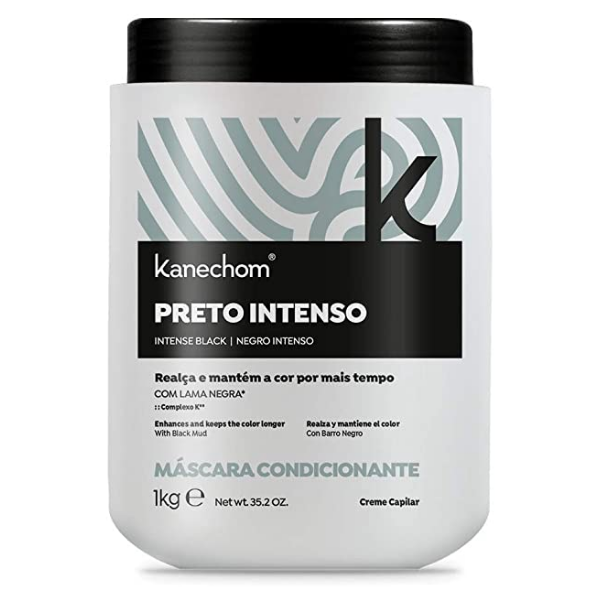 k
kanechom®
PRETO INTENSO
INTENSE BLACK | NEGRO INTENSO
Realça e mantém a cor por mais tempo
COM LAMA NEGRA*
::Complexo K**
Enhances and keeps the color longer
With Black Mud
Realza y mantiene el color
Con Barro Negro
MÁSCARA CONDICIONANTE
1kg ℮ Net wt. 35.2 OZ.
Creme Capilar